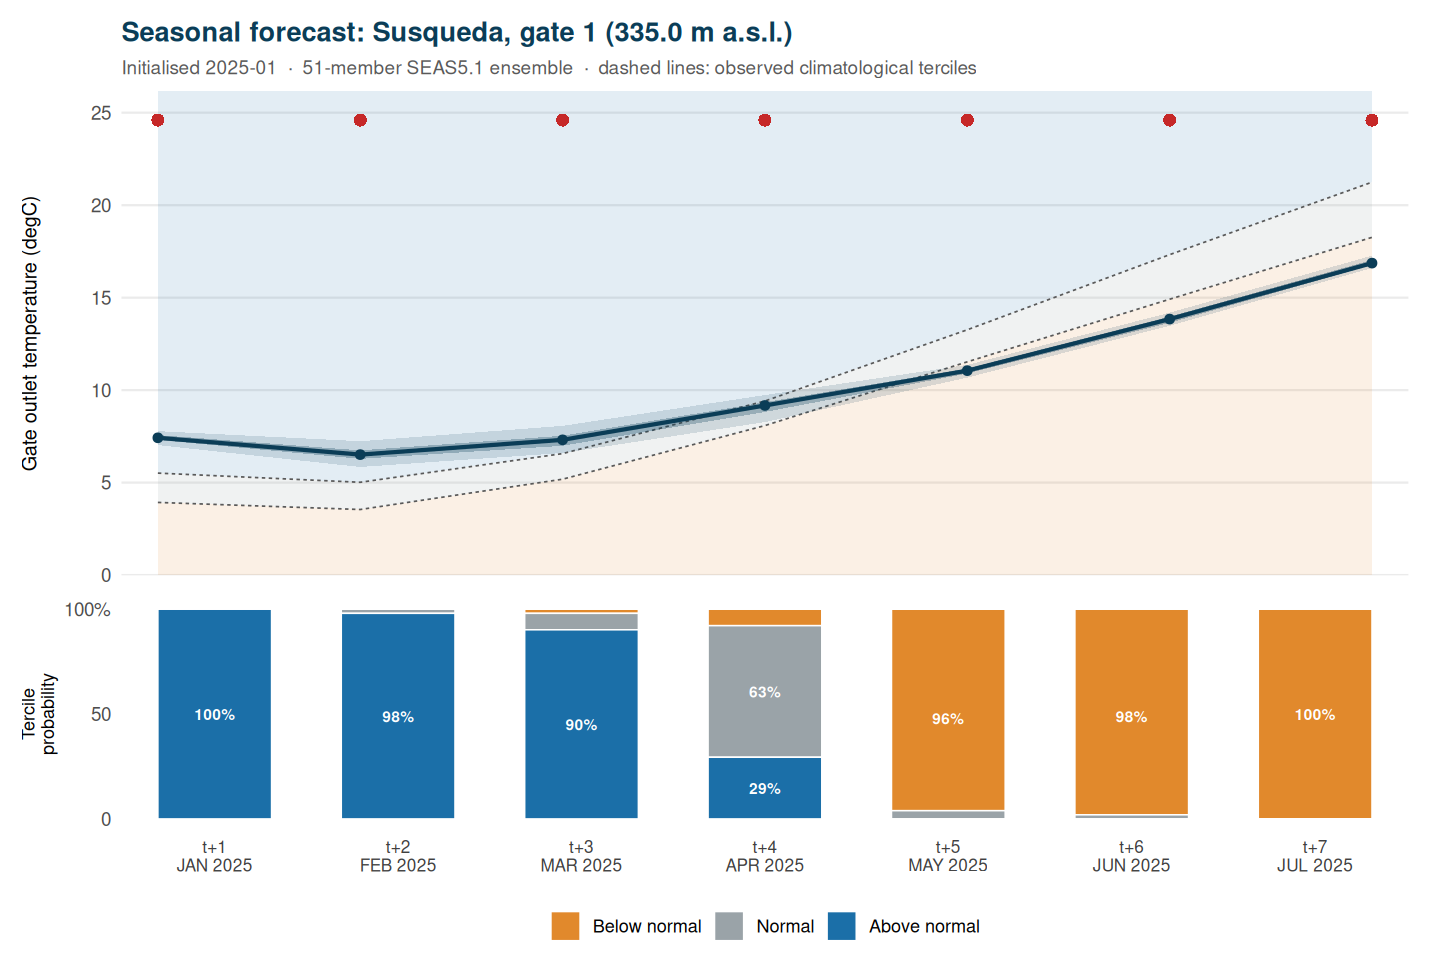 Seasonal forecast: Susqueda, gate 1 (335.0 m a.s.l.)
Initialised 2025-01 · 51-member SEAS5.1 ensemble · dashed lines: observed climatological terciles
Gate outlet temperature (degC)
25
20
15
10
5
0
Tercile
probability
100%
50
0
100%
98%
90%
63%
29%
96%
98%
100%
t+1
JAN 2025
t+2
FEB 2025
t+3
MAR 2025
t+4
APR 2025
t+5
MAY 2025
t+6
JUN 2025
t+7
JUL 2025
Below normal
Normal
Above normal